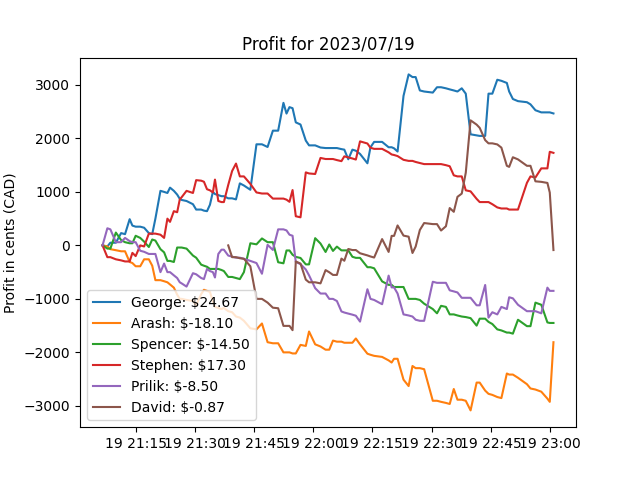 Profit for 2023/07/19
Profit in cents (CAD)
3000
2000
1000
0
−1000
−2000
−3000
George: $24.67
Arash: $-18.10
Spencer: $-14.50
Stephen: $17.30
Prilik: $-8.50
David: $-0.87
19 21:15 19 21:30 19 21:45 19 22:00 19 22:15 19 22:30 19 22:45 19 23:00